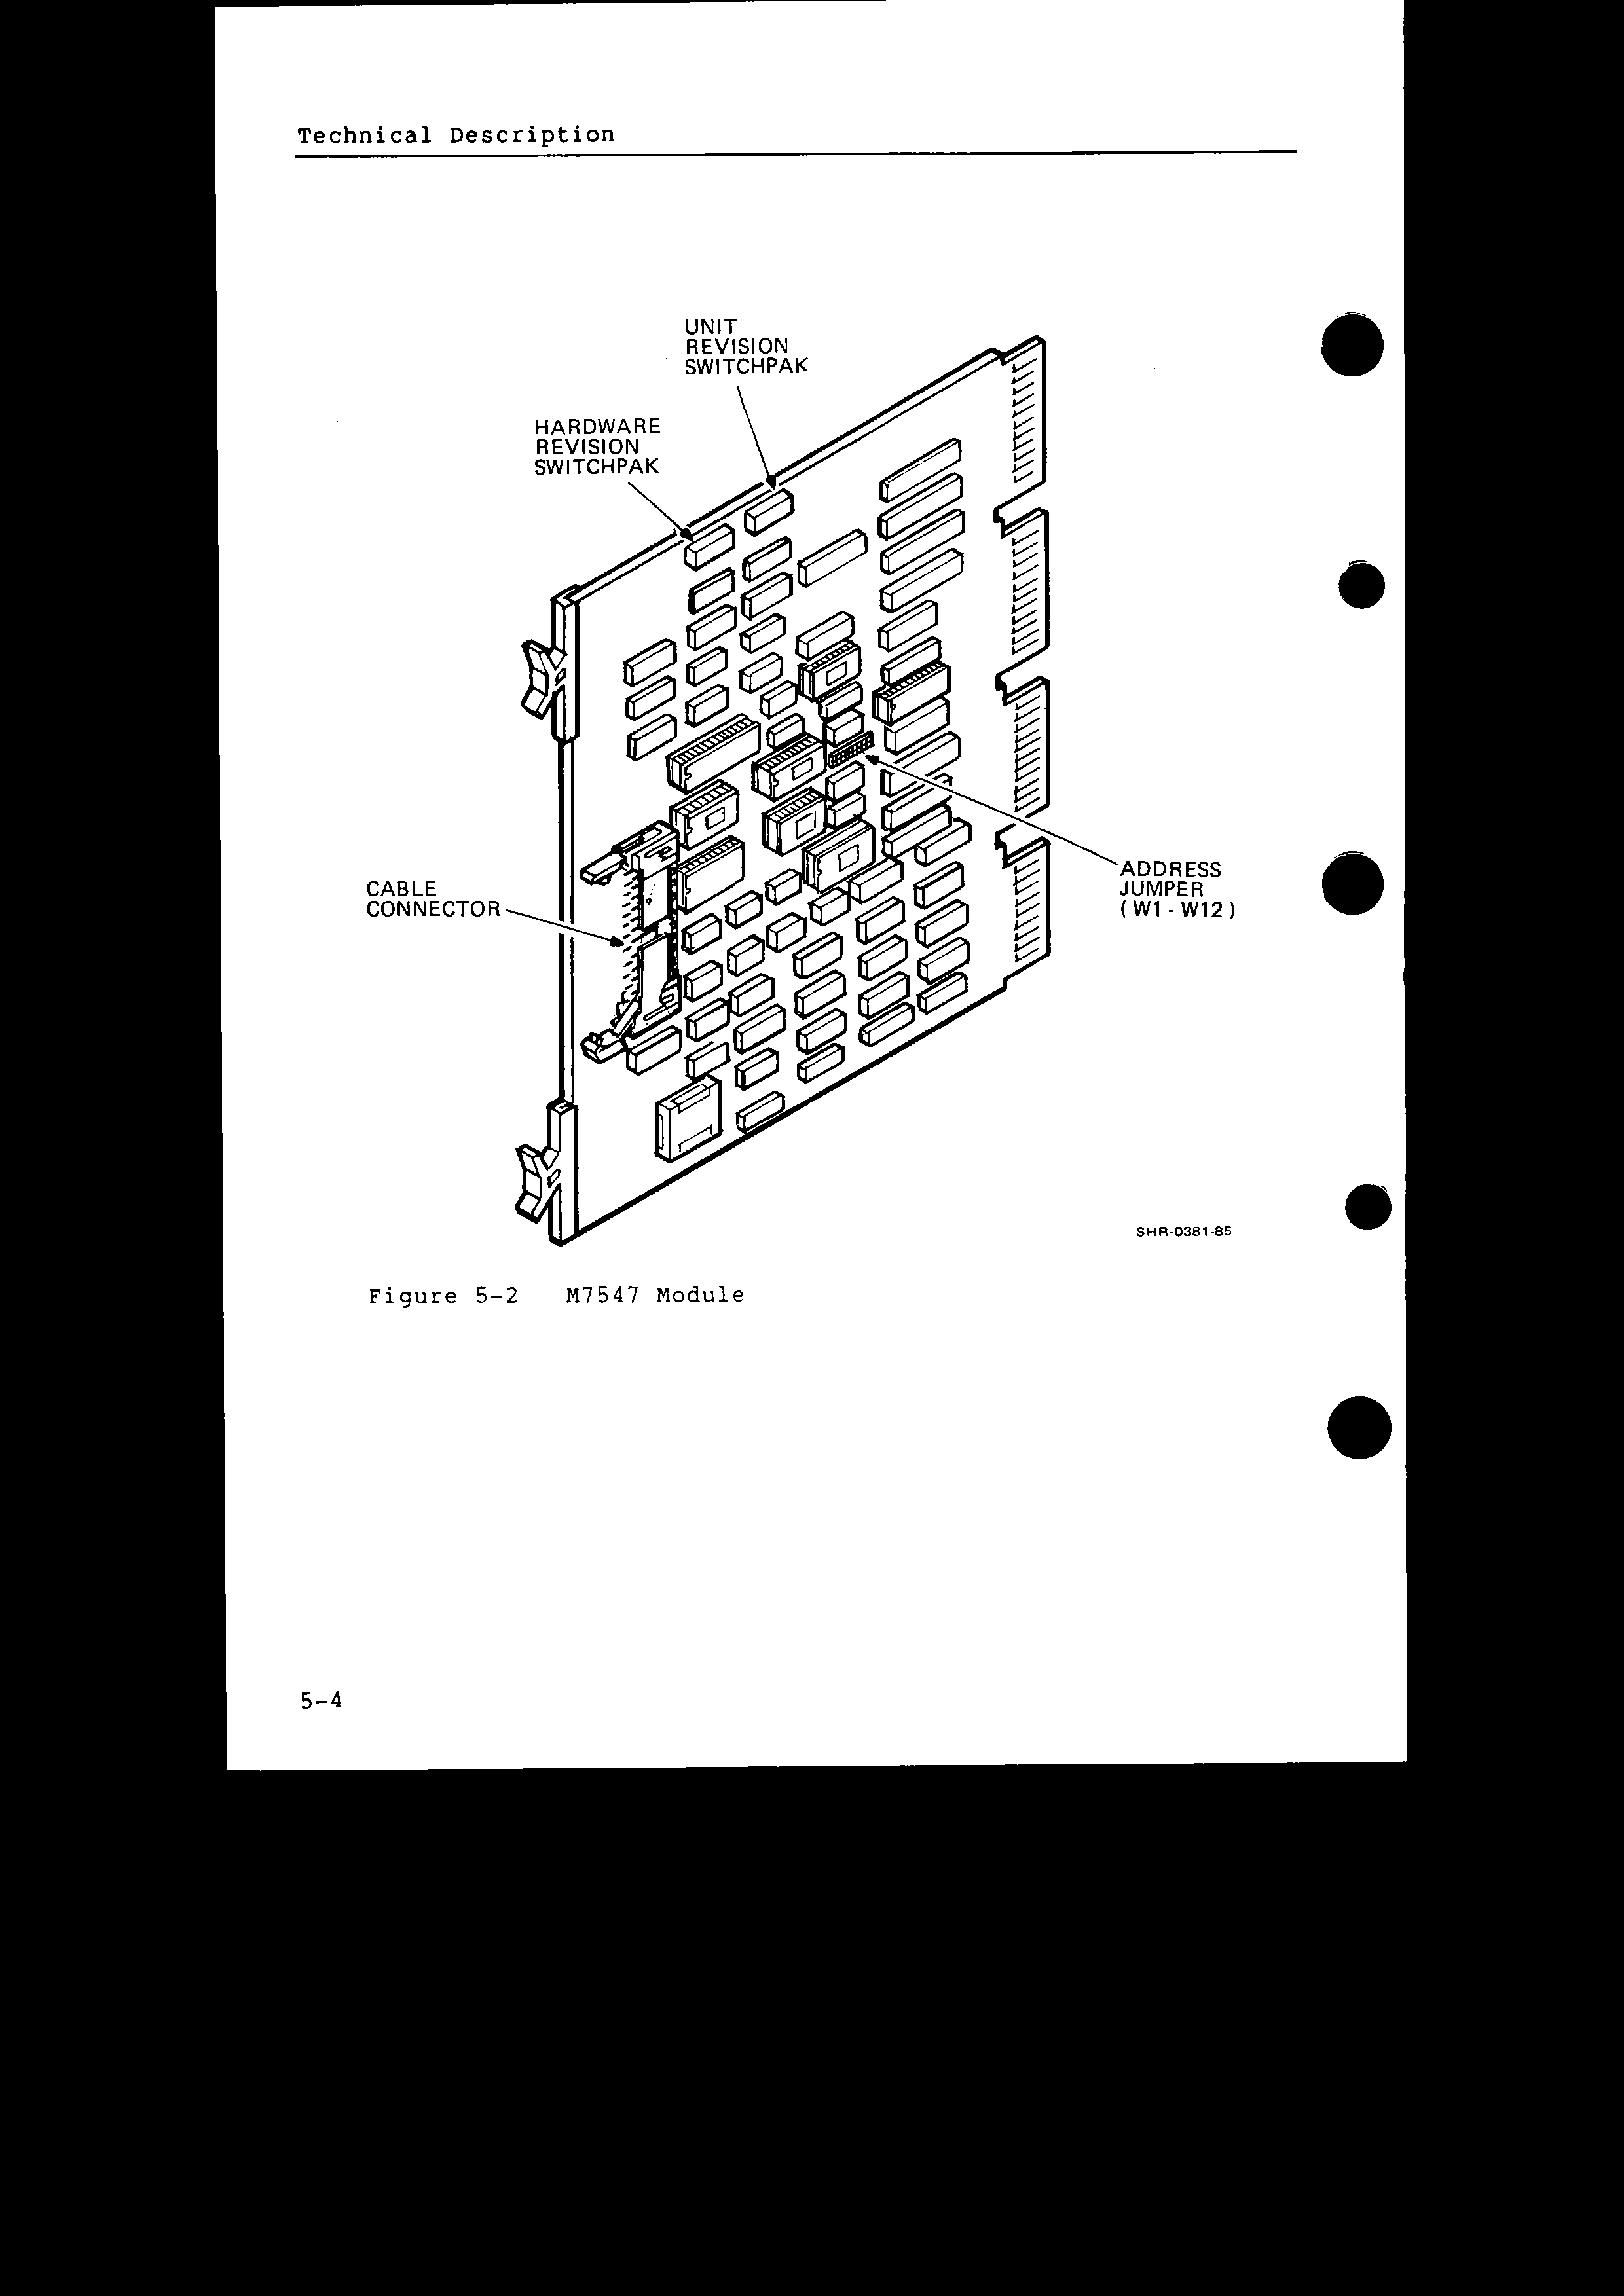 Technical Description
UNIT
REVISION
SWITCHPAK
HARDWARE
REVISION
SWITCHPAK
CABLE
CONNECTOR
ADDRESS
JUMPER
(W1 - W12)
SHR-0381-85
Figure 5-2   M7547 Module
5-4